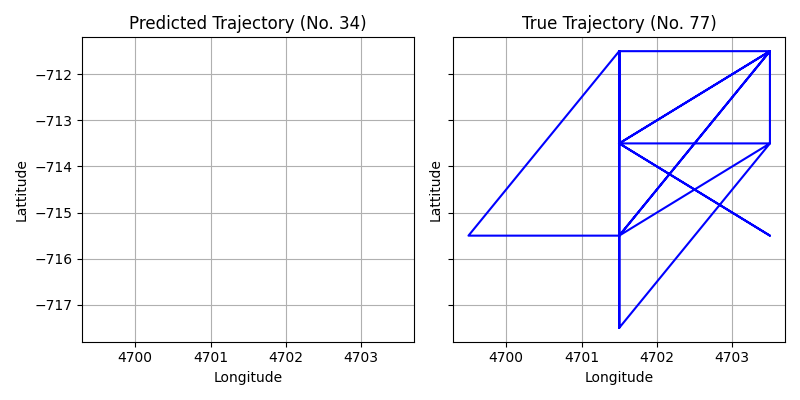 Predicted Trajectory (No. 34)
−712
−713
−714
−715
−716
−717
Lattitude
4700 4701 4702 4703
Longitude
True Trajectory (No. 77)
Lattitude
4700 4701 4702 4703
Longitude